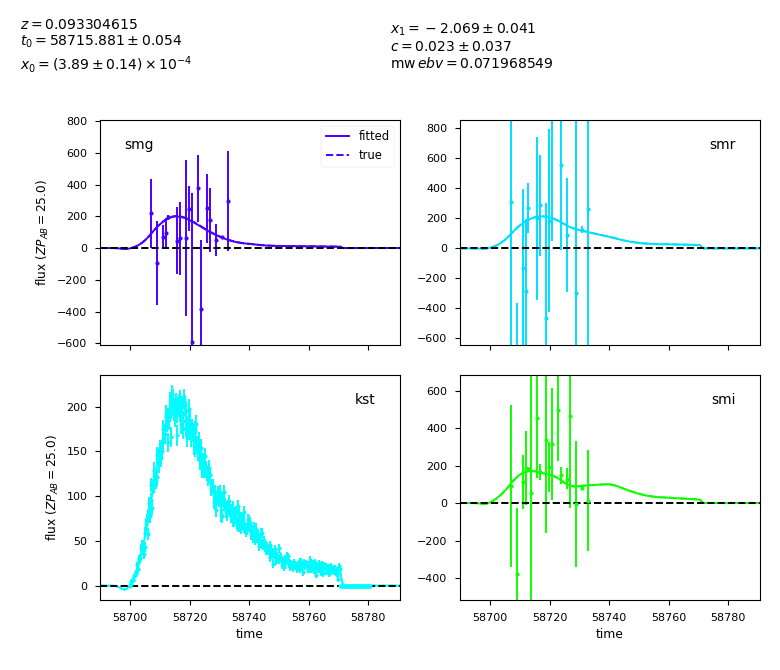 z = 0.093304615
t₀ = 58715.881 ± 0.054
x₀ = (3.89 ± 0.14) × 10⁻⁴
x₁ = −2.069 ± 0.041
c = 0.023 ± 0.037
mw ebv = 0.071968549
smg
fitted
true
flux (ZP_AB = 25.0)
800
600
400
200
0
−200
−400
−600
smr
800
600
400
200
0
−200
−400
−600
kst
flux (ZP_AB = 25.0)
200
150
100
50
0
58700 58720 58740 58760 58780
time
smi
600
400
200
0
−200
−400
58700 58720 58740 58760 58780
time